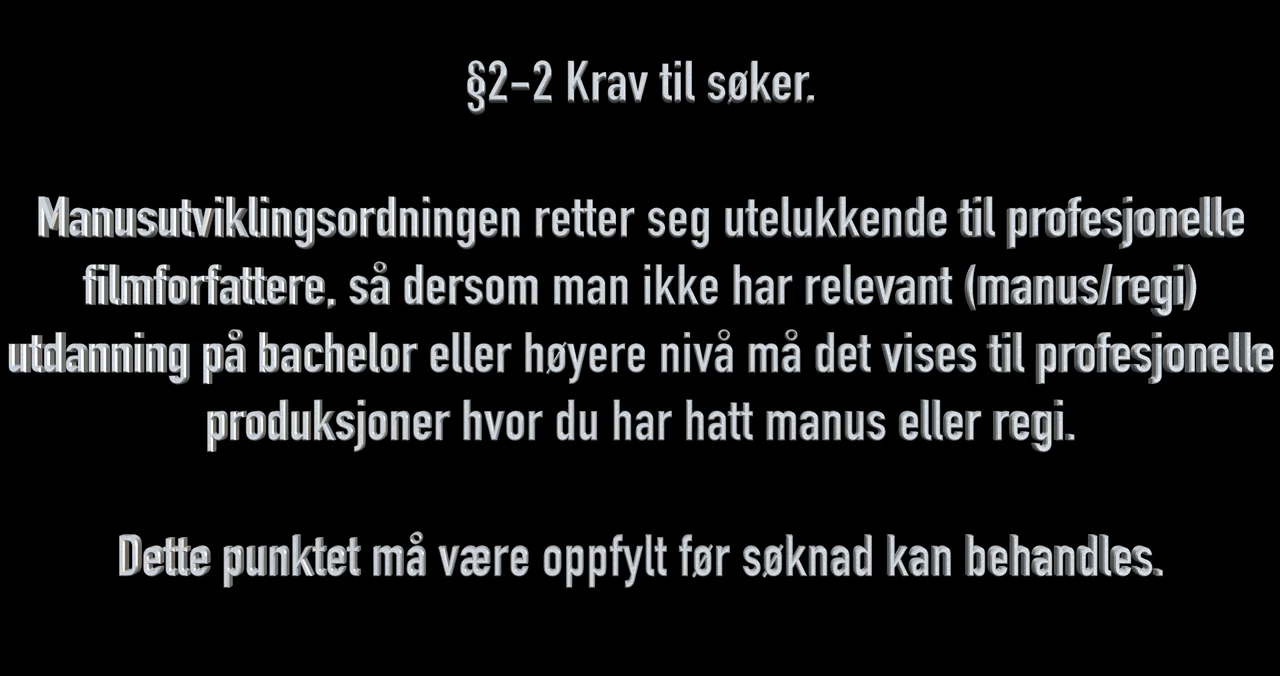 §2-2 Krav til søker.
Manusutviklingsordningen retter seg utelukkende til profesjonelle
filmforfattere, så dersom man ikke har relevant (manus/regi)
utdanning på bachelor eller høyere nivå må det vises til profesjonelle
produksjoner hvor du har hatt manus eller regi.
Dette punktet må være oppfylt før søknad kan behandles.